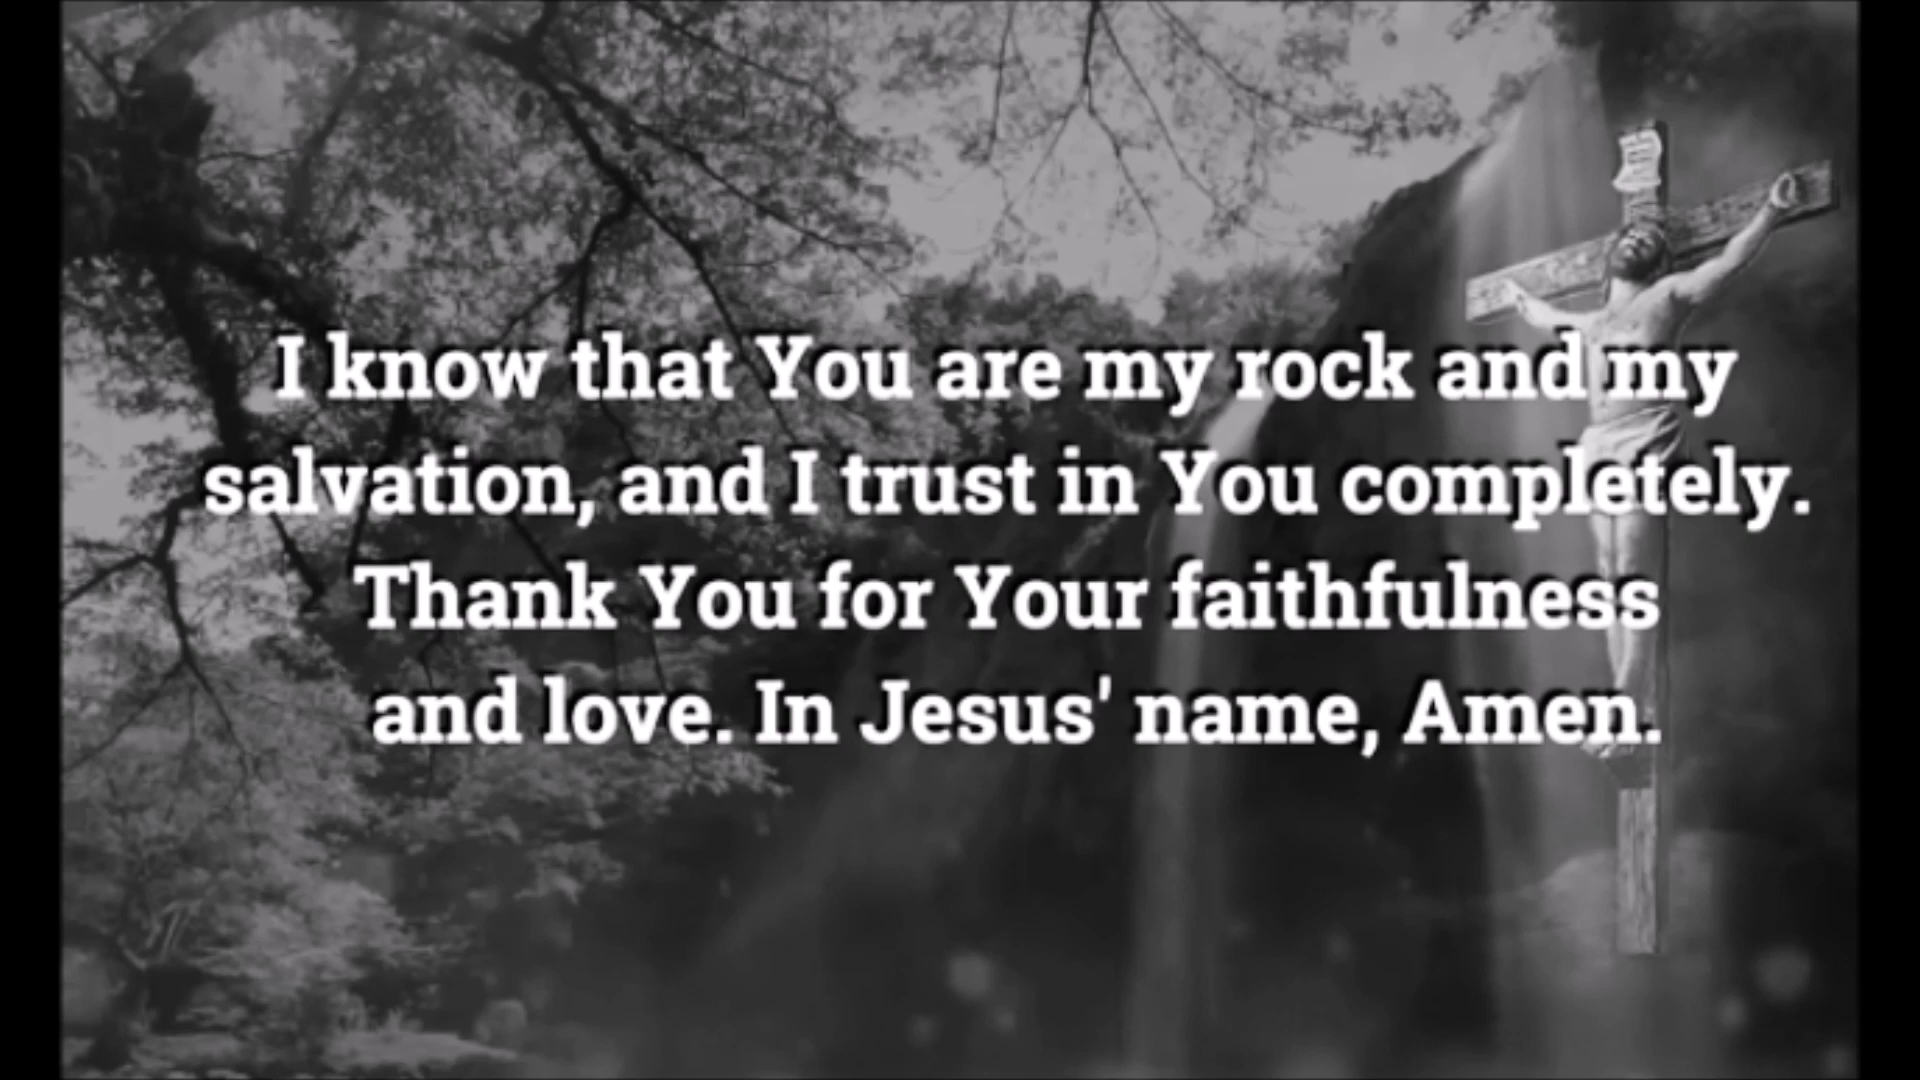 I know that You are my rock and my
salvation, and I trust in You completely.
Thank You for Your faithfulness
and love. In Jesus' name, Amen.